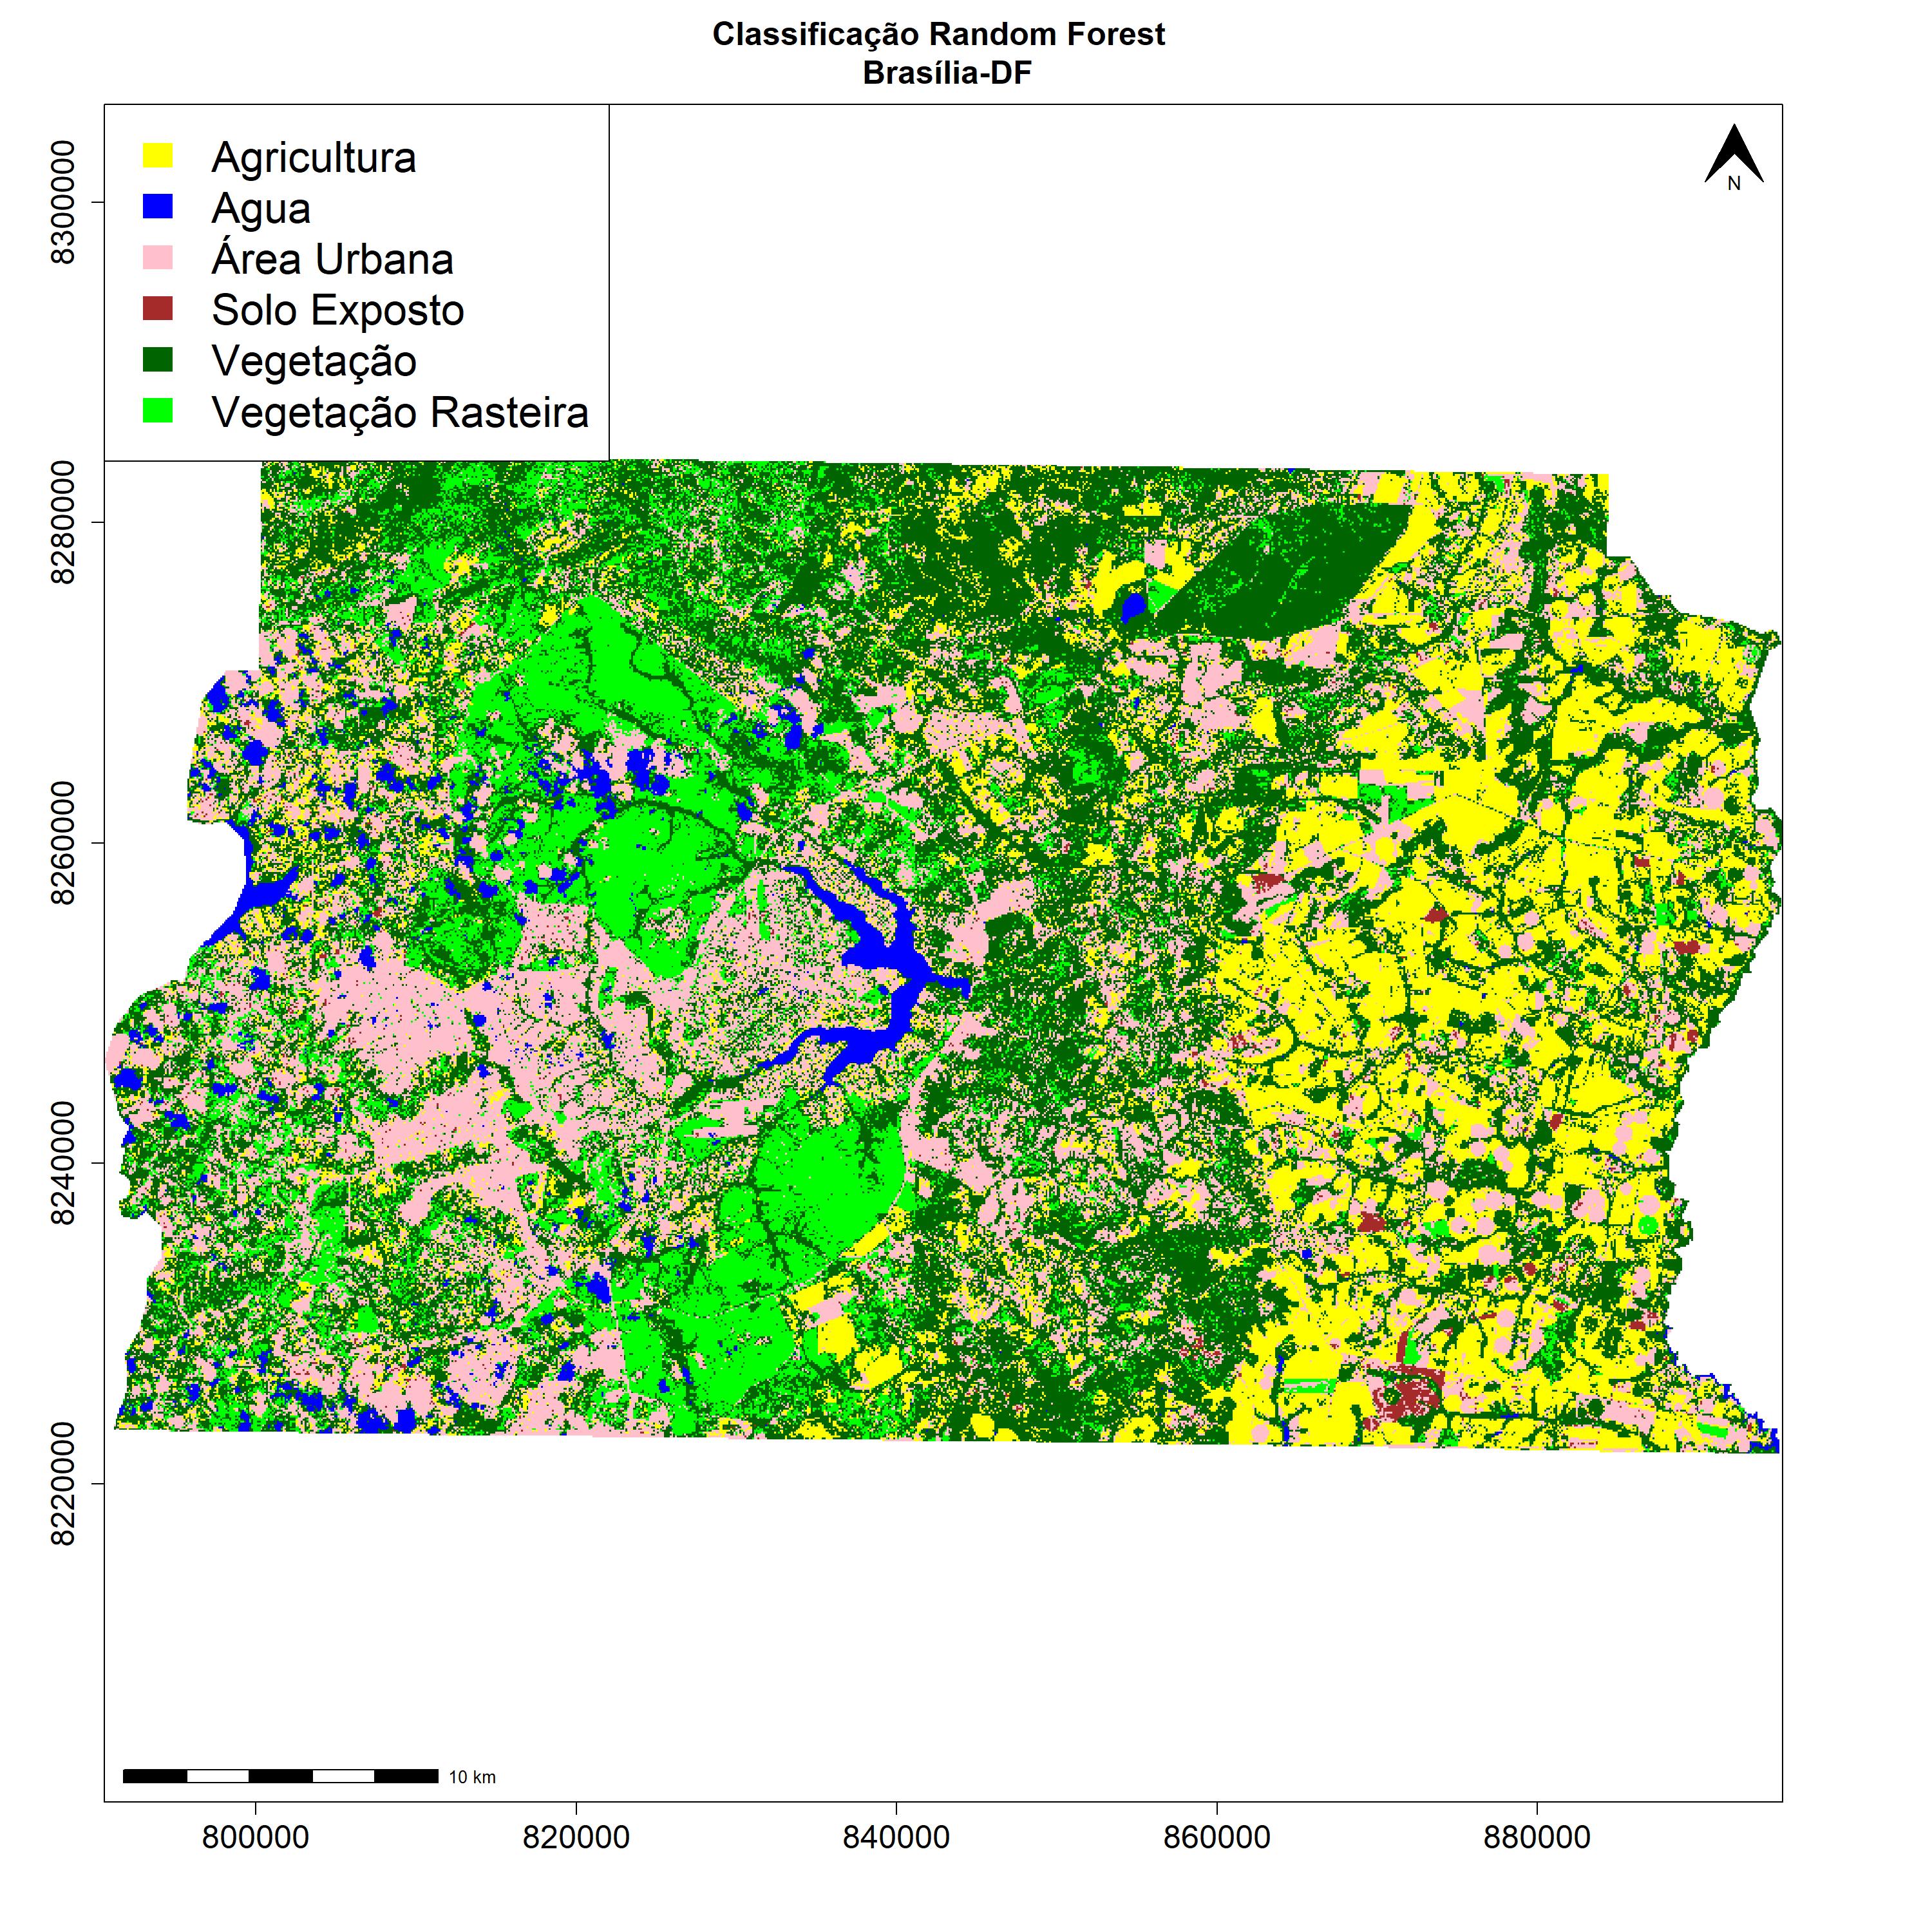 Classificação Random Forest
Brasília-DF
Agricultura
Agua
Área Urbana
Solo Exposto
Vegetação
Vegetação Rasteira
N
8300000
8280000
8260000
8240000
8220000
10 km
800000
820000
840000
860000
880000